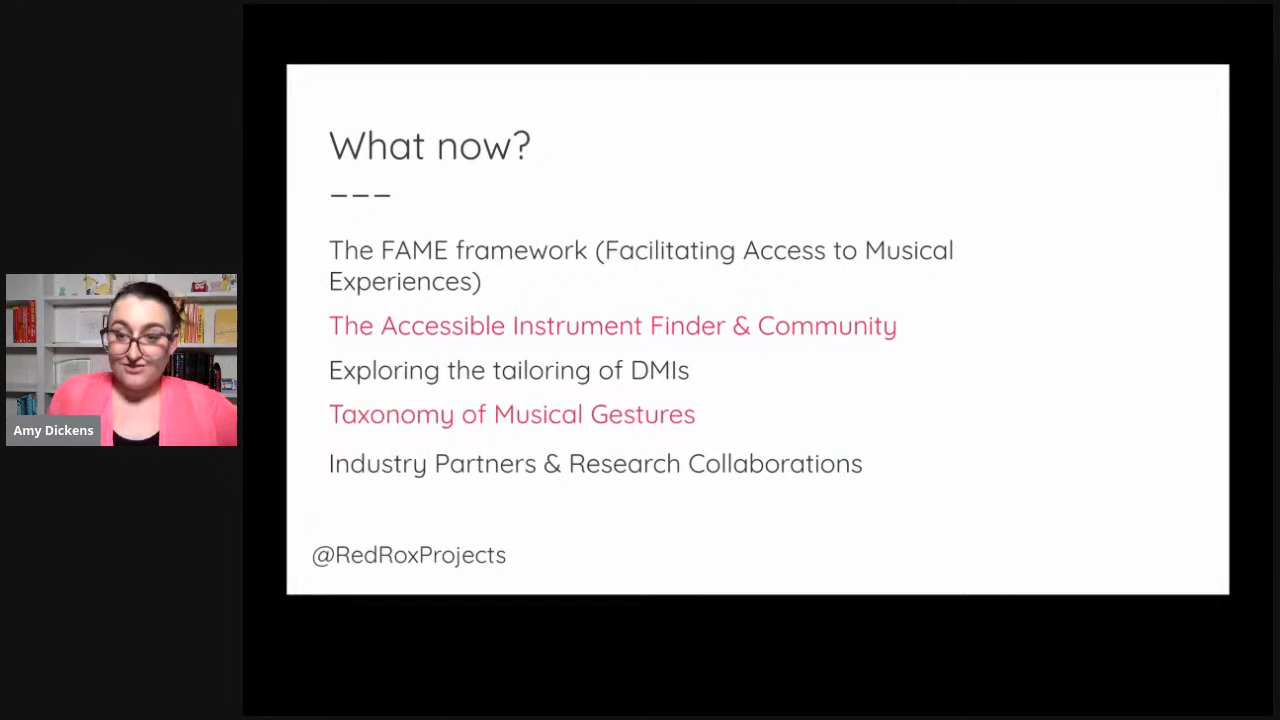 What now?
---
The FAME framework (Facilitating Access to Musical
Experiences)
The Accessible Instrument Finder & Community
Exploring the tailoring of DMIs
Taxonomy of Musical Gestures
Industry Partners & Research Collaborations
@RedRoxProjects
Amy Dickens